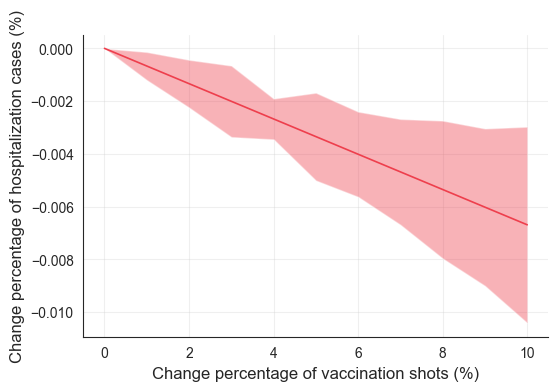 Change percentage of hospitalization cases (%)
0.000
−0.002
−0.004
−0.006
−0.008
−0.010
0 2 4 6 8 10
Change percentage of vaccination shots (%)